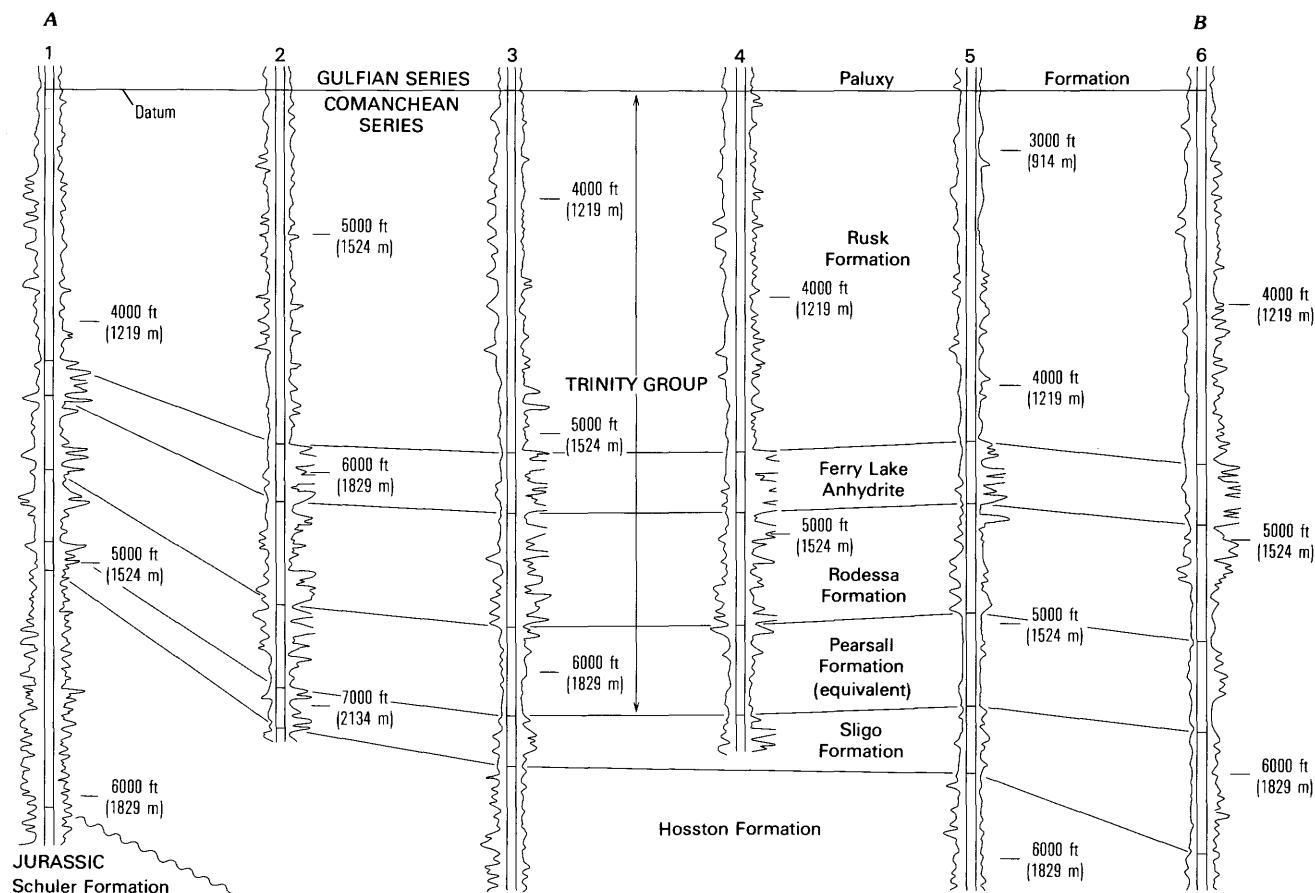 A
B
1
2
3
4
5
6
GULFIAN SERIES
COMANCHEAN
SERIES
Paluxy
Formation
Datum
3000 ft
(914 m)
4000 ft
(1219 m)
5000 ft
(1524 m)
Rusk
Formation
4000 ft
(1219 m)
4000 ft
(1219 m)
4000 ft
(1219 m)
TRINITY GROUP
4000 ft
(1219 m)
5000 ft
(1524 m)
6000 ft
(1829 m)
Ferry Lake
Anhydrite
5000 ft
(1524 m)
5000 ft
(1524 m)
5000 ft
(1524 m)
Rodessa
Formation
5000 ft
(1524 m)
Pearsall
Formation
(equivalent)
6000 ft
(1829 m)
7000 ft
(2134 m)
Sligo
Formation
6000 ft
(1829 m)
6000 ft
(1829 m)
Hosston Formation
6000 ft
(1829 m)
JURASSIC
Schuler Formation